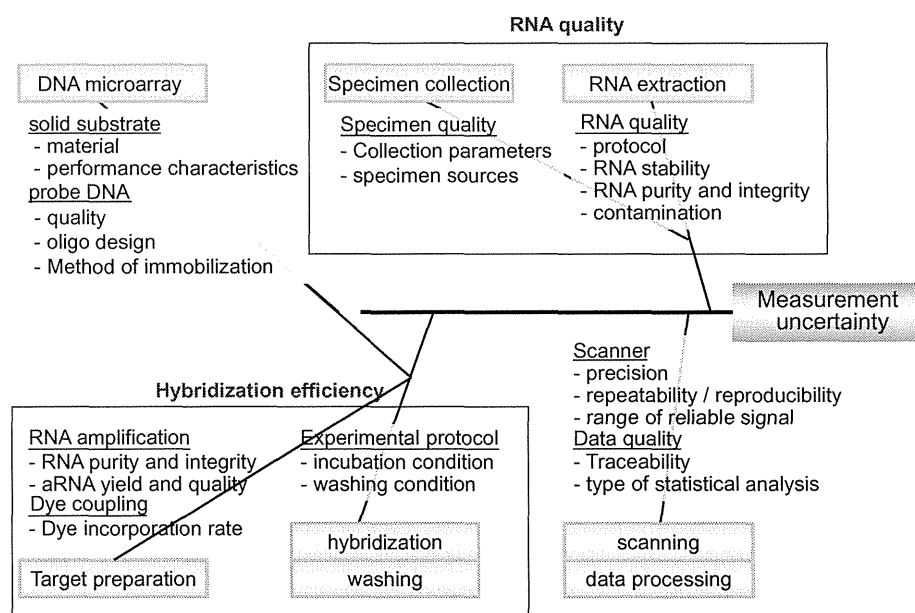 RNA quality
DNA microarray
solid substrate
- material
- performance characteristics
probe DNA
- quality
- oligo design
- Method of immobilization
Specimen collection
Specimen quality
- Collection parameters
- specimen sources
RNA extraction
RNA quality
- protocol
- RNA stability
- RNA purity and integrity
- contamination
Measurement
uncertainty
Hybridization efficiency
RNA amplification
- RNA purity and integrity
- aRNA yield and quality
Dye coupling
- Dye incorporation rate
Target preparation
Experimental protocol
- incubation condition
- washing condition
hybridization
washing
Scanner
- precision
- repeatability / reproducibility
- range of reliable signal
Data quality
- Traceability
- type of statistical analysis
scanning
data processing